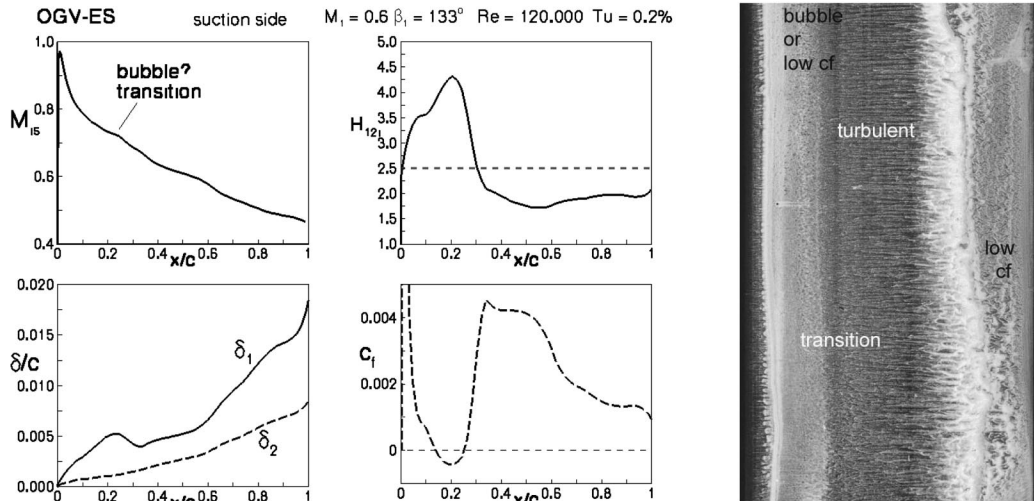 OGV-ES suction side M₁ = 0.6 β₁ = 133° Re = 120.000 Tu = 0.2%
1.0
0.8
M_IS
0.6
0.4
bubble?
transition
0 0.2 0.4 0.6 0.8 1
x/c
5.0
4.5
4.0
H₁₂ᵢ
3.5
3.0
2.5
2.0
1.5
1.0
0 0.2 0.4 0.6 0.8 1
x/c
0.020
0.015
δ/c
0.010
0.005
0.000
δ₁
δ₂
0 0.2 0.4 0.6 0.8 1
x/c
0.004
C_f
0.002
0
0 0.2 0.4 0.6 0.8 1
x/c
bubble
or
low cf
turbulent
low
cf
transition